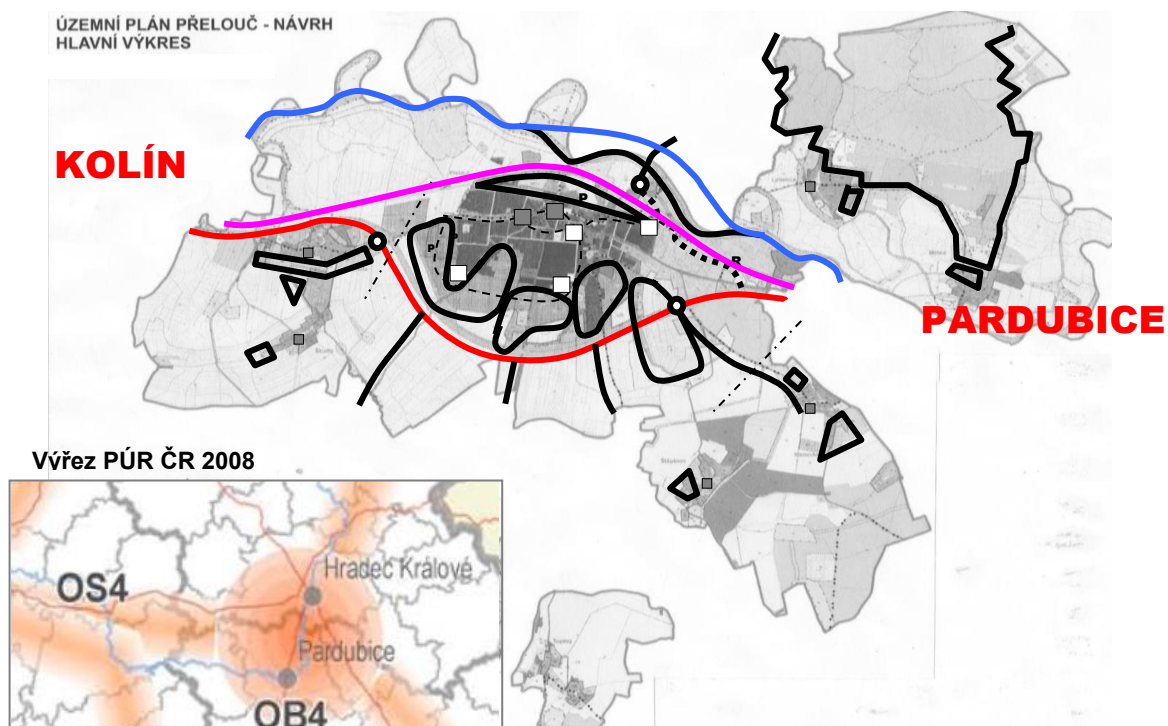 ÚZEMNÍ PLÁN PŘELOUČ - NÁVRH
HLAVNÍ VÝKRES
KOLÍN
P
P
P
PARDUBICE
Výřez PÚR ČR 2008
OS4
Hradec Králové
Pardubice
OB4